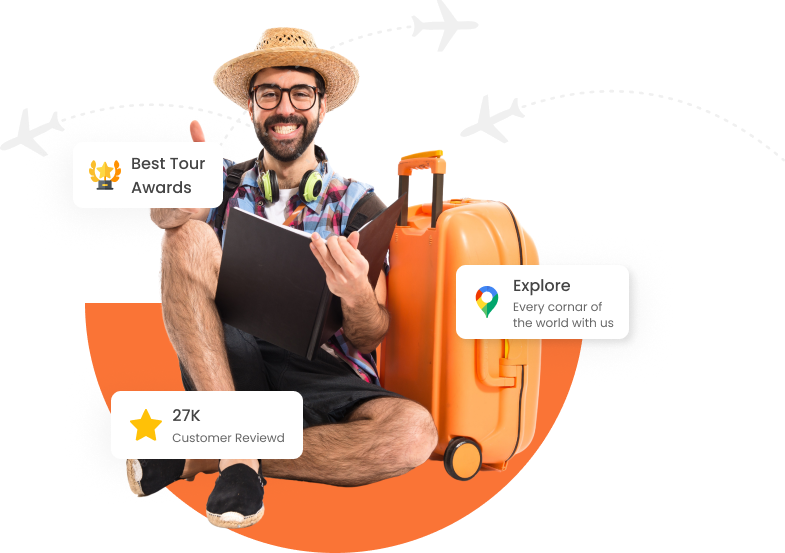 Best Tour
Awards
Explore
Every cornar of
the world with us
27K
Customer Reviewd